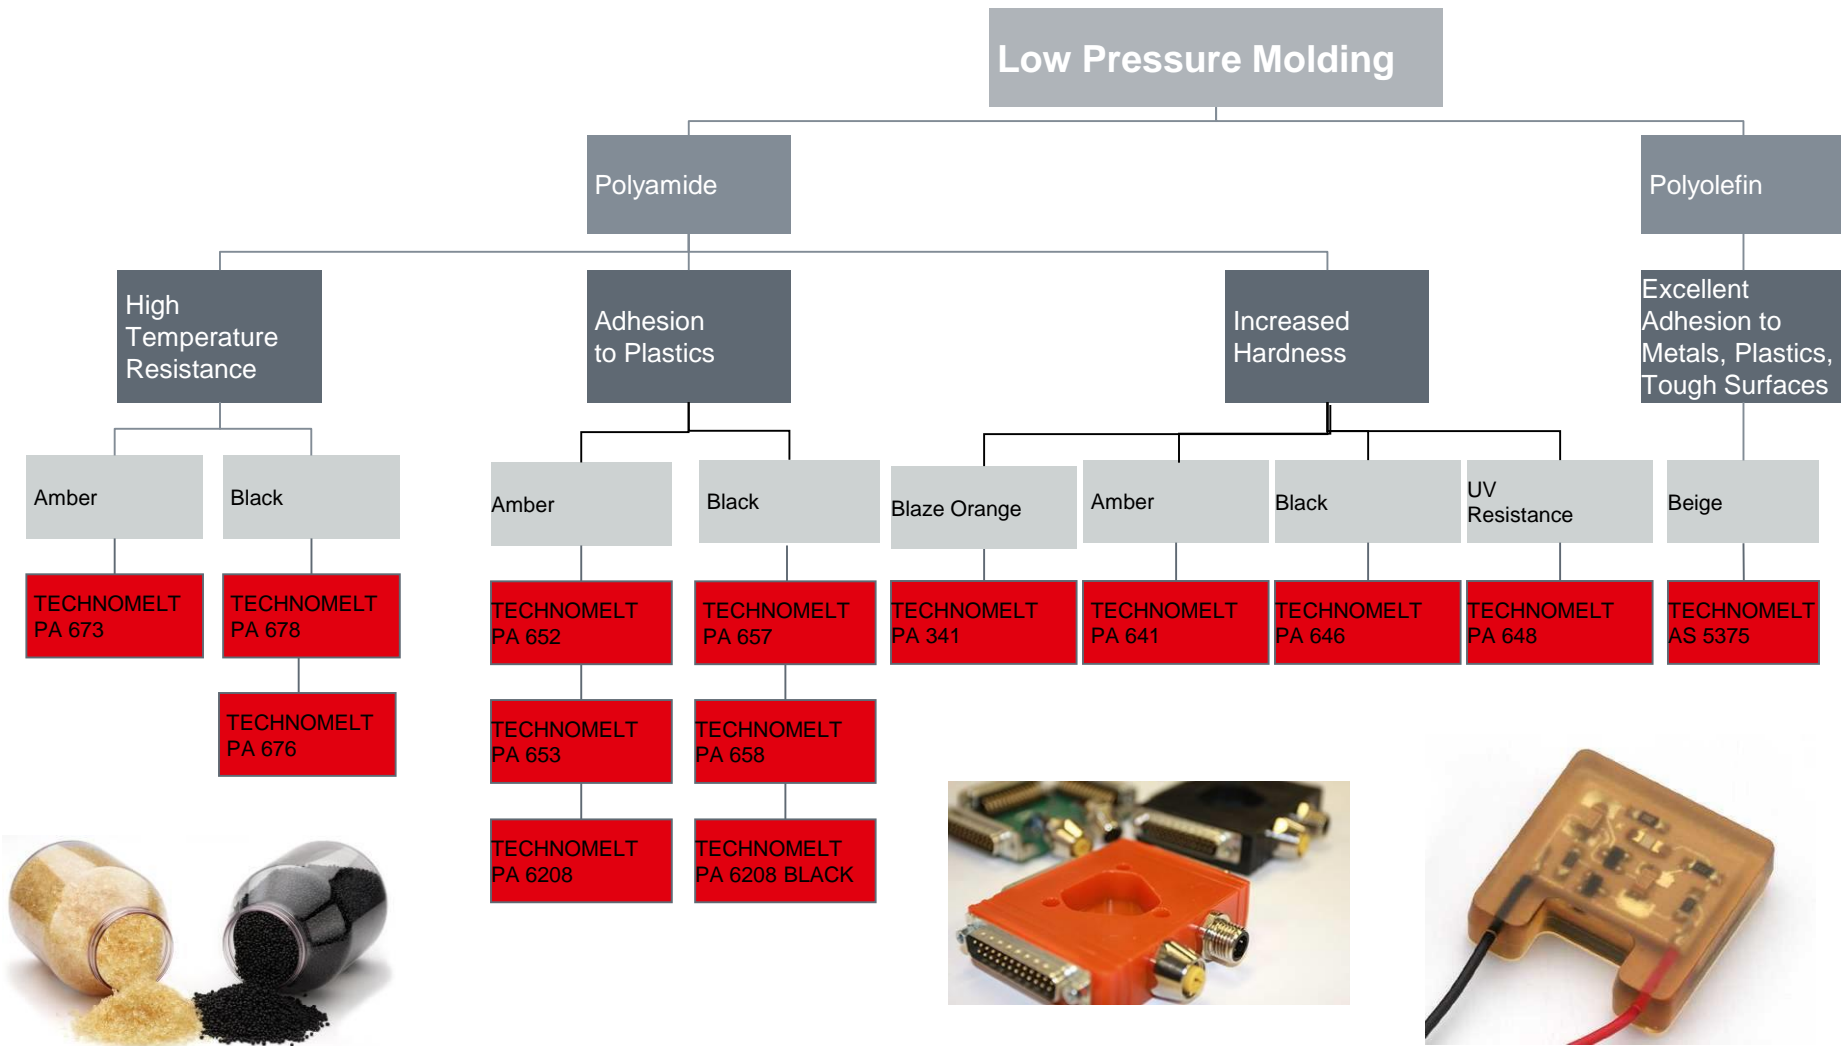 Low Pressure Molding
Polyamide
Polyolefin
High
Temperature
Resistance
Adhesion
to Plastics
Increased
Hardness
Excellent
Adhesion to
Metals, Plastics,
Tough Surfaces
Amber
Black
Amber
Black
Blaze Orange
Amber
Black
UV
Resistance
Beige
TECHNOMELT
PA 673
TECHNOMELT
PA 678
TECHNOMELT
PA 652
TECHNOMELT
PA 657
TECHNOMELT
PA 341
TECHNOMELT
PA 641
TECHNOMELT
PA 646
TECHNOMELT
PA 648
TECHNOMELT
AS 5375
TECHNOMELT
PA 676
TECHNOMELT
PA 653
TECHNOMELT
PA 658
TECHNOMELT
PA 6208
TECHNOMELT
PA 6208 BLACK